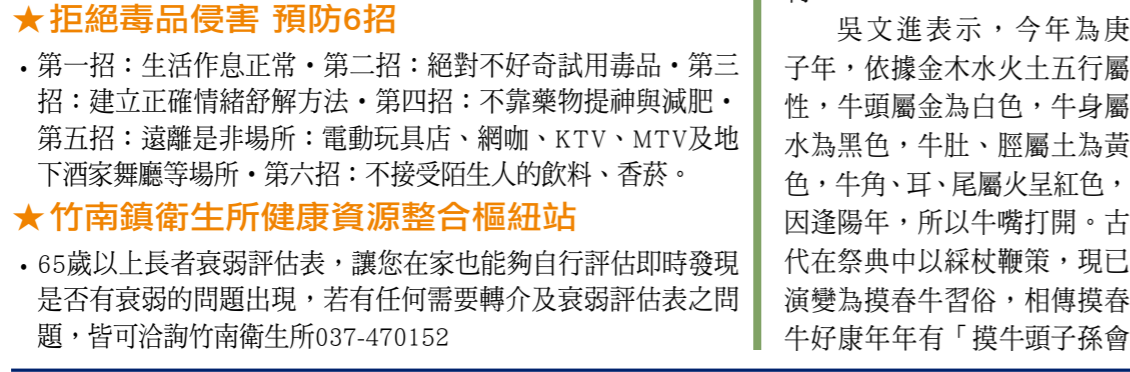 ★拒絕毒品侵害 預防6招
・第一招：生活作息正常・第二招：絕對不好奇試用毒品・第三
招：建立正確情緒舒解方法・第四招：不靠藥物提神與減肥・
第五招：遠離是非場所：電動玩具店、網咖、KTV、MTV及地
下酒家舞廳等場所・第六招：不接受陌生人的飲料、香菸。
★竹南鎮衛生所健康資源整合樞紐站
・65歲以上長者衰弱評估表，讓您在家也能夠自行評估即時發現
是否有衰弱的問題出現，若有任何需要轉介及衰弱評估表之問
題，皆可洽詢竹南衛生所037-470152
吳文進表示，今年為庚
子年，依據金木水火土五行屬
性，牛頭屬金為白色，牛身屬
水為黑色，牛肚、脛屬土為黃
色，牛角、耳、尾屬火呈紅色，
因逢陽年，所以牛嘴打開。古
代在祭典中以綵杖鞭策，現已
演變為摸春牛習俗，相傳摸春
牛好康年年有「摸牛頭子孫會